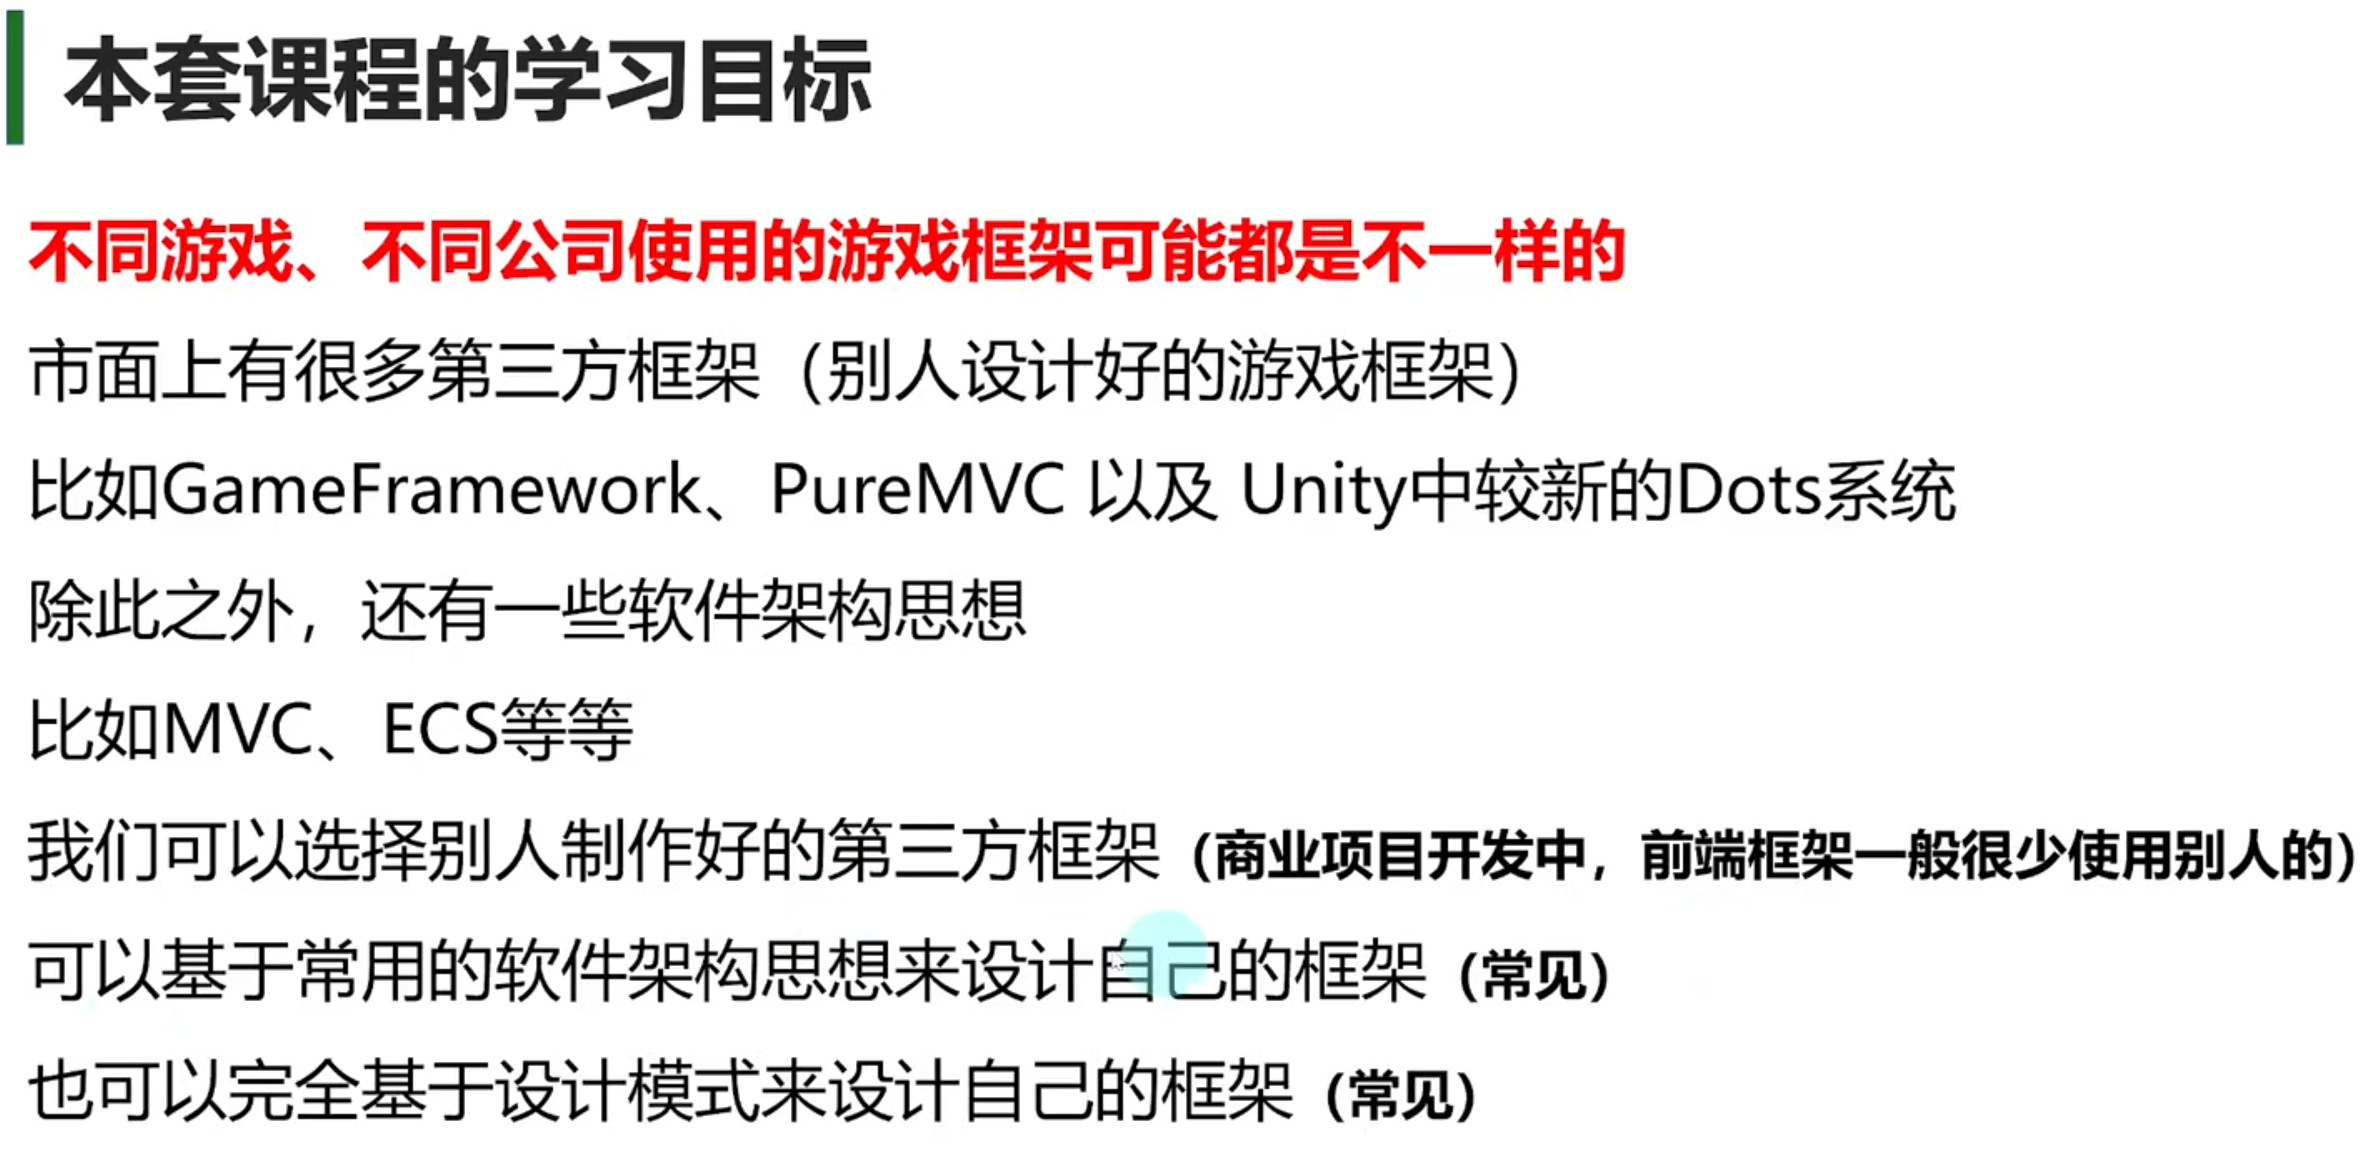 本套课程的学习目标
不同游戏、不同公司使用的游戏框架可能都是不一样的
市面上有很多第三方框架（别人设计好的游戏框架）
比如GameFramework、PureMVC 以及 Unity中较新的Dots系统
除此之外，还有一些软件架构思想
比如MVC、ECS等等
我们可以选择别人制作好的第三方框架（商业项目开发中，前端框架一般很少使用别人的）
可以基于常用的软件架构思想来设计自己的框架（常见）
也可以完全基于设计模式来设计自己的框架（常见）